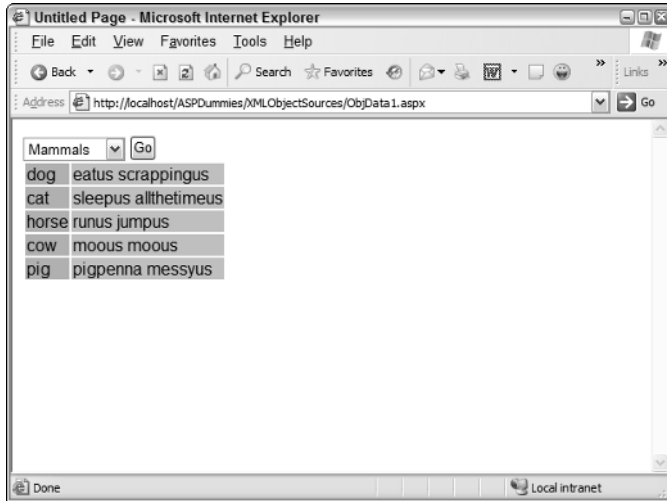 Untitled Page - Microsoft Internet Explorer
File Edit View Favorites Tools Help
Back Search Favorites Links
Address http://localhost/ASPDummies/XMLObjectSources/ObjData1.aspx Go
Mammals Go
dog eatus scrappingus
cat sleepus allthetimeus
horse runus jumpus
cow moous moous
pig pigpenna messyus
Done Local intranet